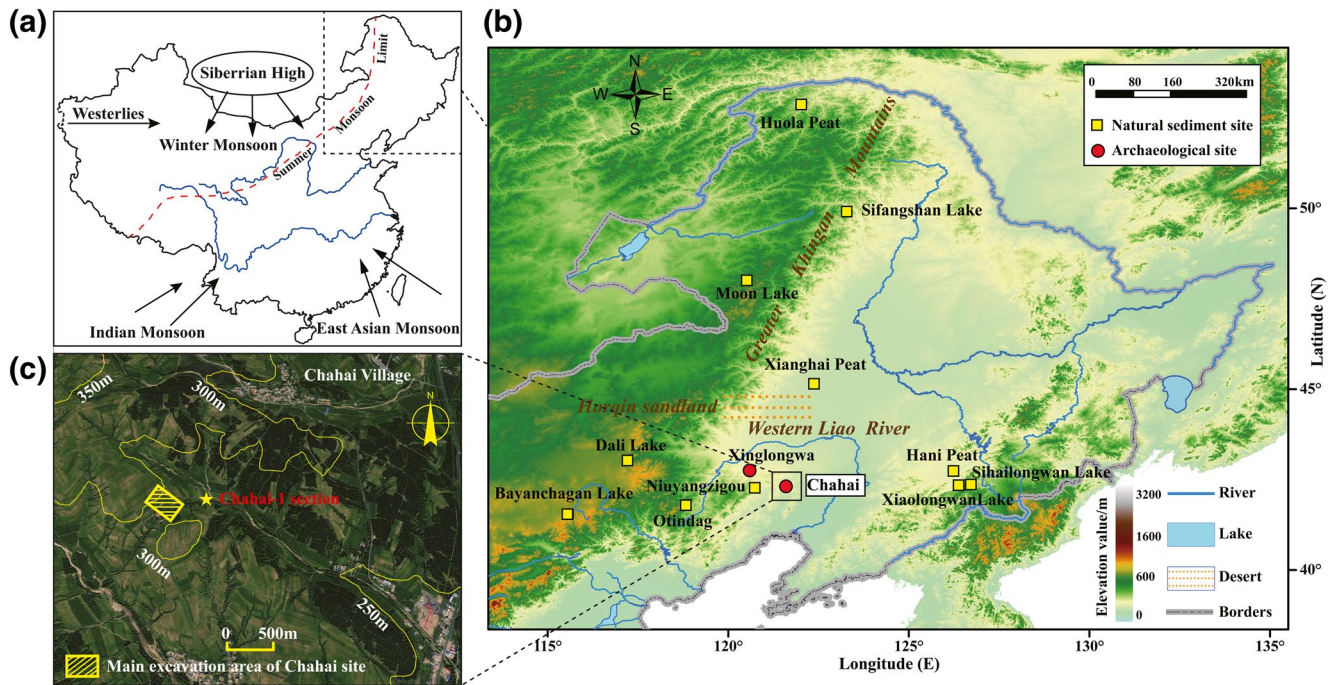 (a)
Siberrian High
Westerlies
Winter Monsoon
Summer
Monsoon
Limit
Indian Monsoon
East Asian Monsoon
(b)
N
W E
S
0 80 160 320km
Natural sediment site
Archaeological site
Huola Peat
Mountains
Khingan
Greater
Sifangshan Lake
Moon Lake
Xianghai Peat
Horqin sandland
Western Liao River
Dali Lake
Xinglongwa
Hani Peat
Sihailongwan Lake
Bayanchagan Lake
Niuyangzigou
Chahai
XiaolongwanLake
Otindag
Elevation value/m
3200
1600
600
0
River
Lake
Desert
Borders
50°
45°
40°
Latitude (N)
115° 120° 125° 130° 135°
Longitude (E)
(c)
350m
300m
Chahai Village
N
Chahai-1 section
300m
250m
0 500m
Main excavation area of Chahai site